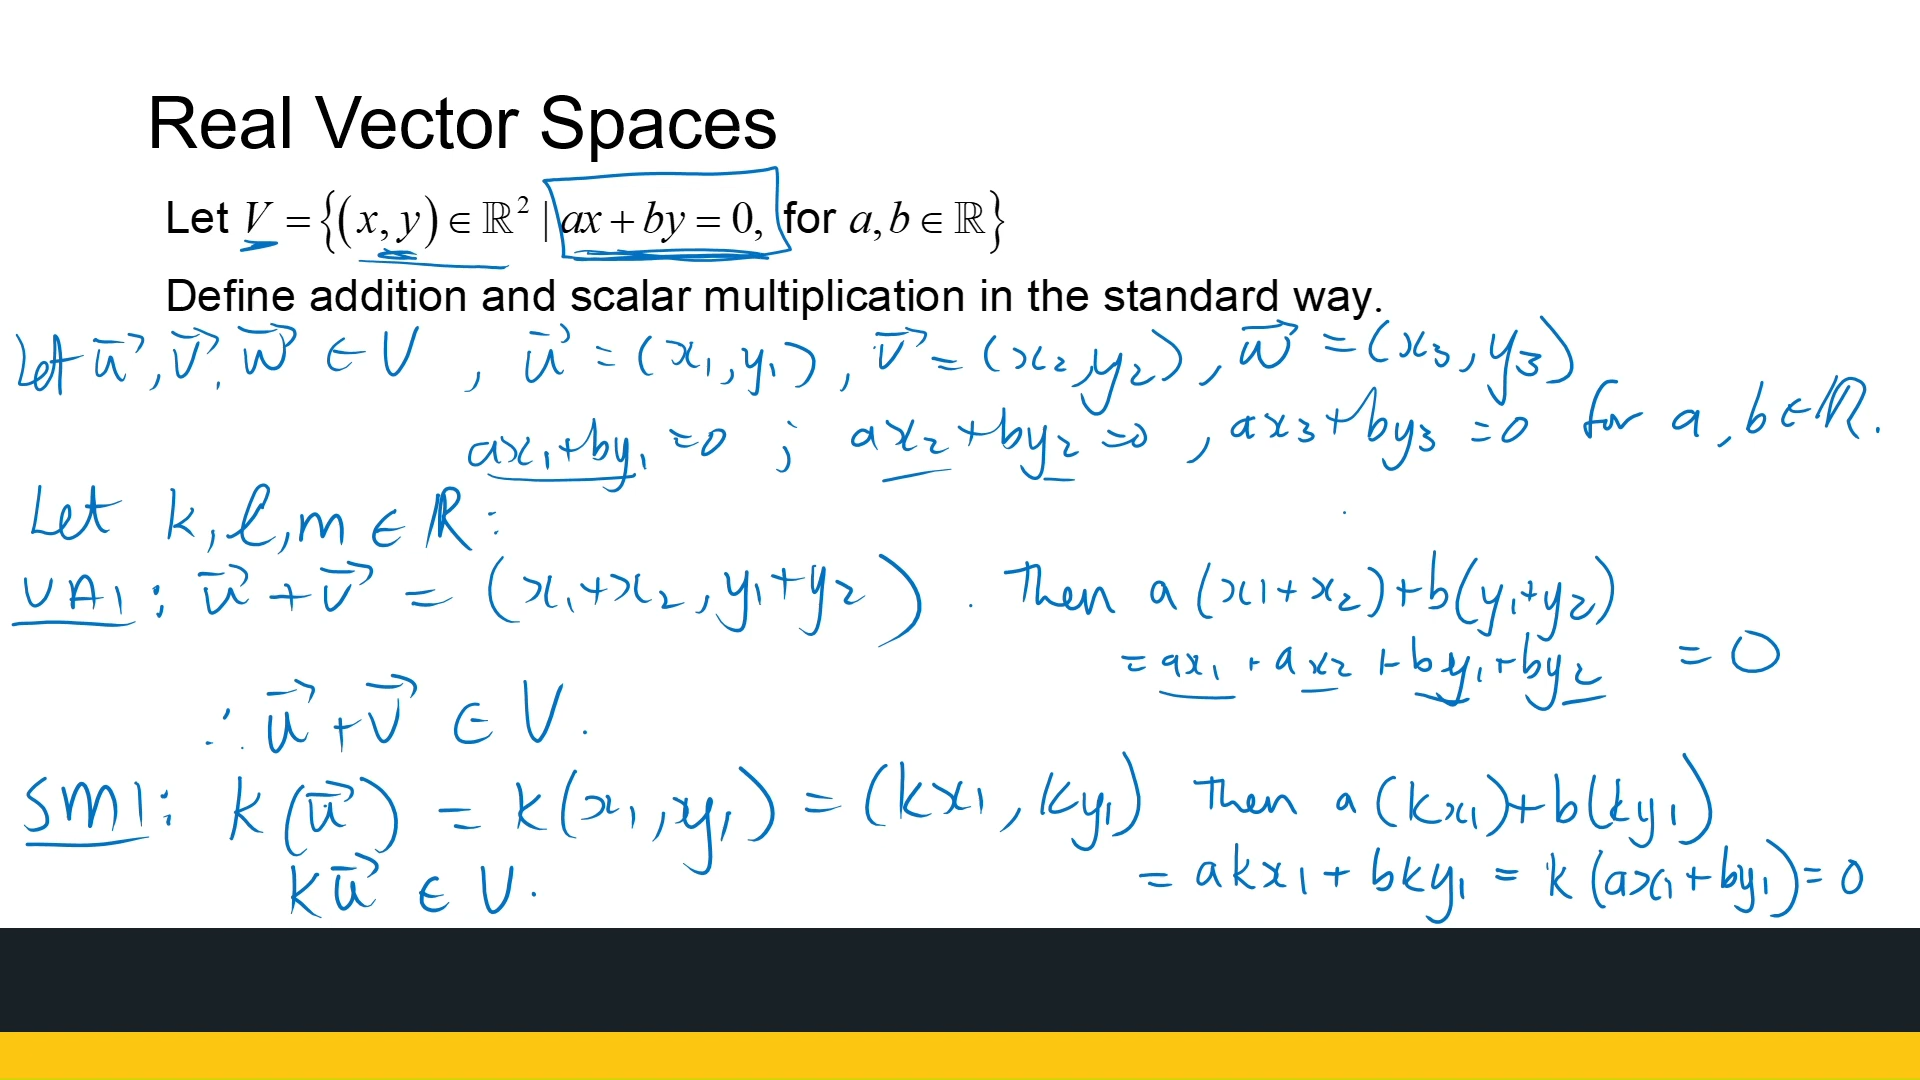 Real Vector Spaces
Let V = {(x, y) ∈ ℝ² | ax + by = 0, for a, b ∈ ℝ}
Define addition and scalar multiplication in the standard way.
Let u⃗, v⃗, w⃗ ∈ V, u⃗ = (x₁, y₁), v⃗ = (x₂, y₂), w⃗ = (x₃, y₃)
ax₁ + by₁ = 0 ; ax₂ + by₂ = 0, ax₃ + by₃ = 0 for a, b ∈ ℝ.
Let k, ℓ, m ∈ ℝ:
VA1: u⃗ + v⃗ = (x₁ + x₂, y₁ + y₂). Then a(x₁ + x₂) + b(y₁ + y₂)
= ax₁ + ax₂ + by₁ + by₂ = 0
∴ u⃗ + v⃗ ∈ V.
SM1: k(u⃗) = k(x₁, y₁) = (kx₁, ky₁) Then a(kx₁) + b(ky₁)
ku⃗ ∈ V. = akx₁ + bky₁ = k(ax₁ + by₁) = 0